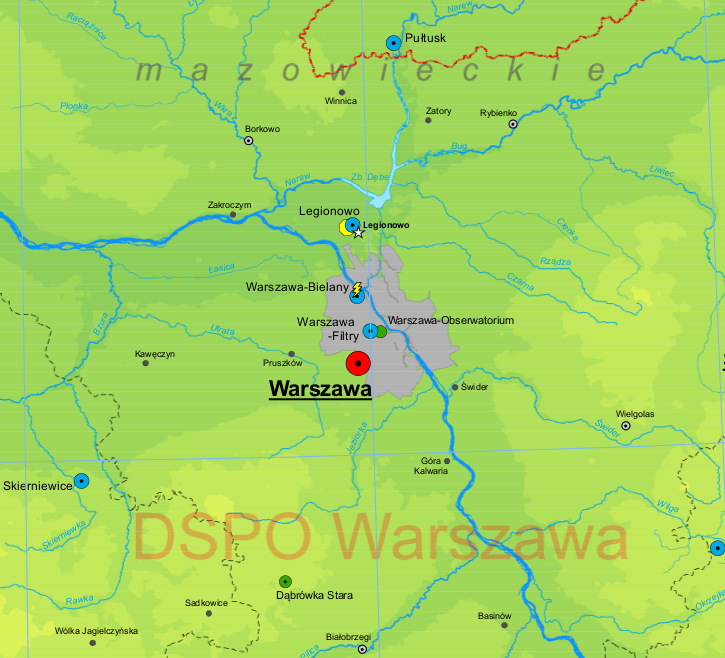 Raciążnica
Narew
Pułtusk
mazowieckie
Płonka
Wkra
Winnica
Zatory
Rybienko
Borkowo
Bug
Liwiec
Narew
Zb. Dębe
Zakroczym
Legionowo
Legionowo
Cienka
Rządza
Łasica
Czarna
Warszawa-Bielany
Bzura
Utrata
Warszawa
-Filtry
Warszawa-Obserwatorium
Kawęczyn
Pruszków
Warszawa
Świder
Wielgolas
Świder
Jeziorka
Góra
Kalwaria
Skierniewice
Wilga
Skierniewka
DSPO Warszawa
Dąbrówka Stara
Rawka
Sadkowice
Okrzejka
Basinów
Wólka Jagielczyńska
Białobrzegi
Pilica